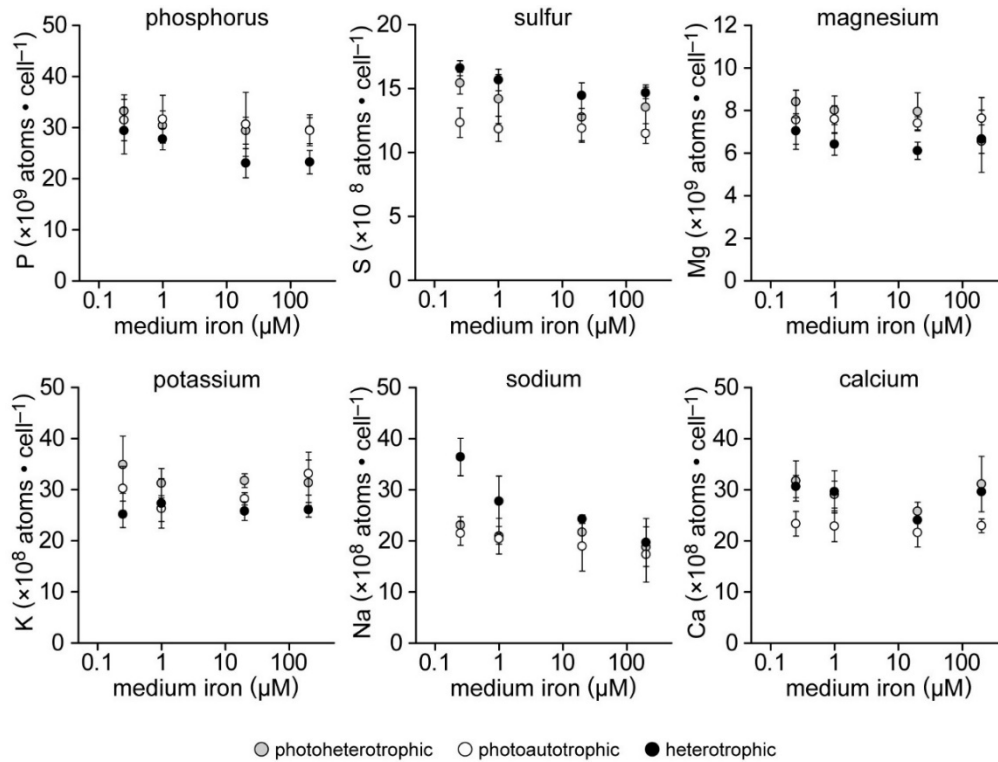 phosphorus
P (×10⁹ atoms • cell⁻¹)
50
40
30
20
10
0
0.1 1 10 100
medium iron (µM)
sulfur
S (×10 ⁸ atoms • cell⁻¹)
20
15
10
5
0
0.1 1 10 100
medium iron (µM)
magnesium
Mg (×10⁹ atoms • cell⁻¹)
12
10
8
6
4
2
0
0.1 1 10 100
medium iron (µM)
potassium
K (×10⁸ atoms • cell⁻¹)
50
40
30
20
10
0
0.1 1 10 100
medium iron (µM)
sodium
Na (×10⁸ atoms • cell⁻¹)
50
40
30
20
10
0
0.1 1 10 100
medium iron (µM)
calcium
Ca (×10⁸ atoms • cell⁻¹)
50
40
30
20
10
0
0.1 1 10 100
medium iron (µM)
photoheterotrophic photoautotrophic heterotrophic